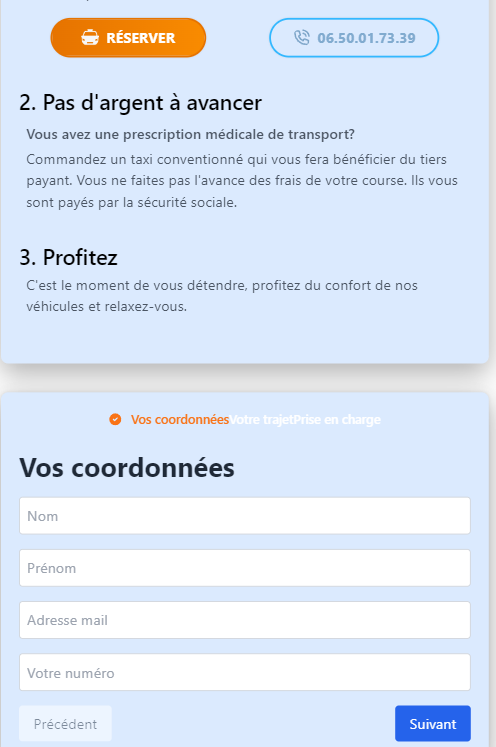 RÉSERVER
06.50.01.73.39
2. Pas d'argent à avancer
Vous avez une prescription médicale de transport?
Commandez un taxi conventionné qui vous fera bénéficier du tiers
payant. Vous ne faites pas l'avance des frais de votre course. Ils vous
sont payés par la sécurité sociale.
3. Profitez
C'est le moment de vous détendre, profitez du confort de nos
véhicules et relaxez-vous.
Vos coordonnéesVotre trajetPrise en charge
Vos coordonnées
Nom
Prénom
Adresse mail
Votre numéro
Précédent
Suivant